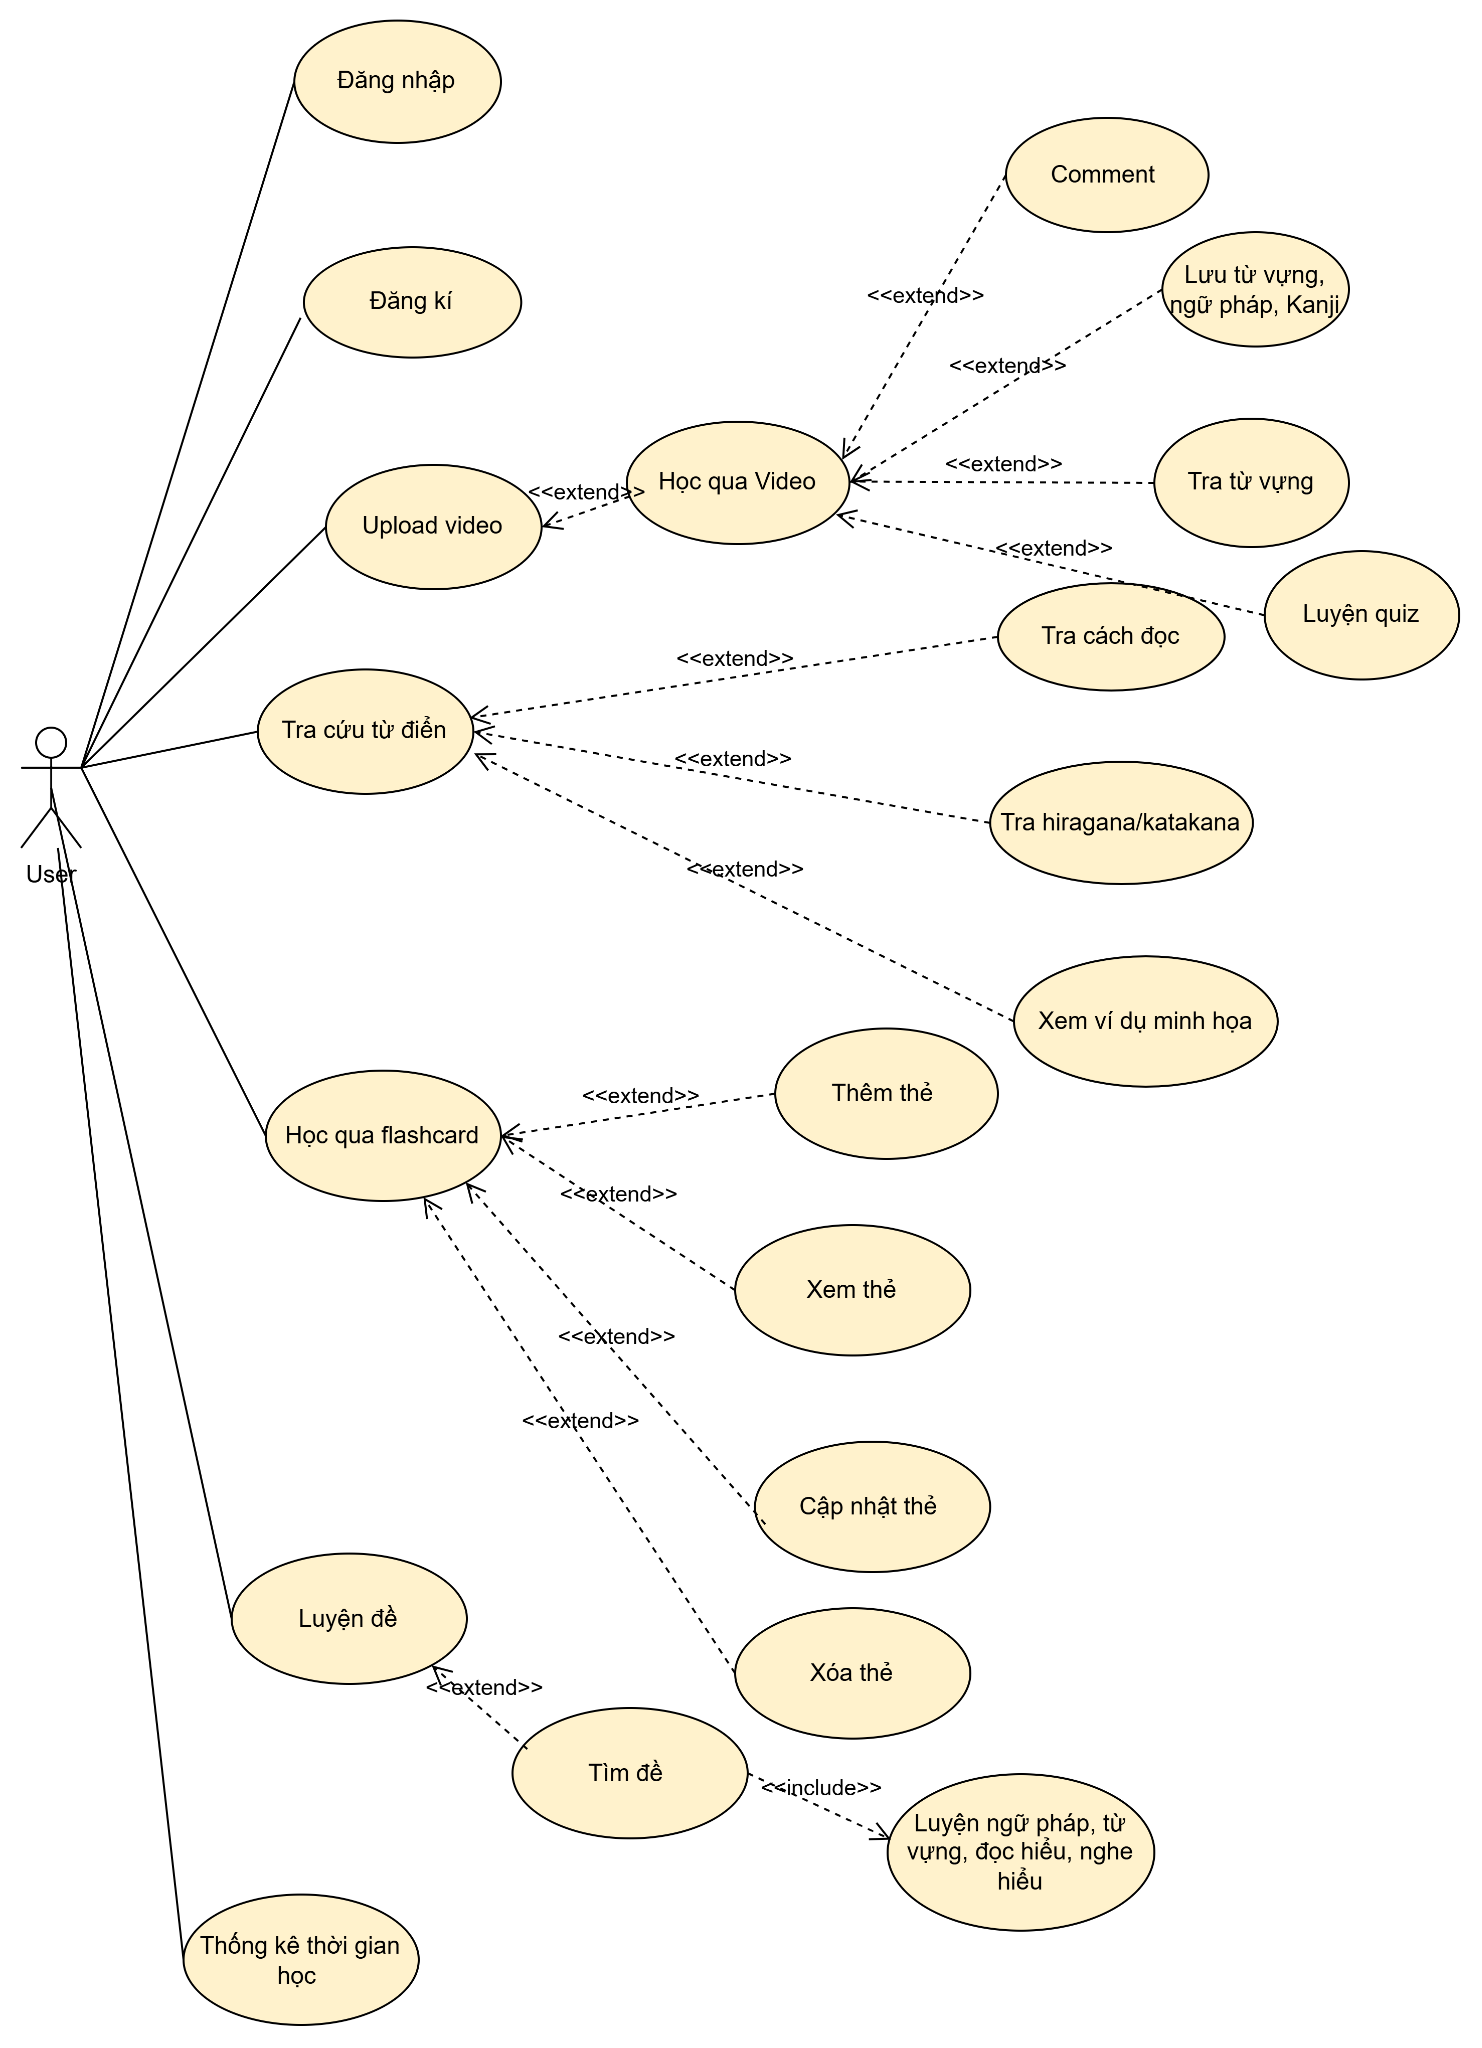 Đăng nhập
Comment
Lưu từ vựng,
ngữ pháp, Kanji
Đăng kí
<<extend>>
<<extend>>
<<extend>>
Học qua Video
Tra từ vựng
<<extend>>
Upload video
<<extend>>
Luyện quiz
Tra cách đọc
<<extend>>
Tra cứu từ điển
<<extend>>
Tra hiragana/katakana
<<extend>>
User
Xem ví dụ minh họa
Thêm thẻ
<<extend>>
Học qua flashcard
<<extend>>
Xem thẻ
<<extend>>
<<extend>>
Cập nhật thẻ
Luyện đề
Xóa thẻ
<<extend>>
Tìm đề
<<include>>
Luyện ngữ pháp, từ
vựng, đọc hiểu, nghe
hiểu
Thống kê thời gian
học